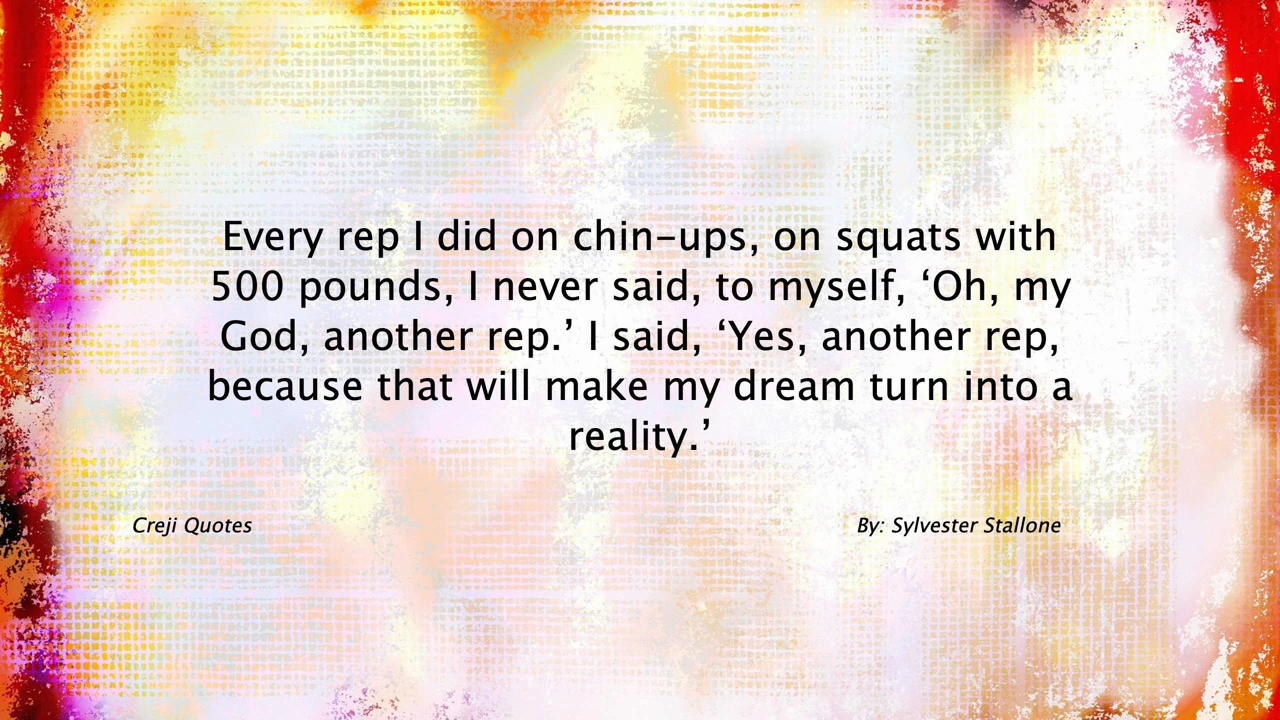 Every rep I did on chin-ups, on squats with
500 pounds, I never said, to myself, ‘Oh, my
God, another rep.’ I said, ‘Yes, another rep,
because that will make my dream turn into a
reality.’
Creji Quotes
By: Sylvester Stallone